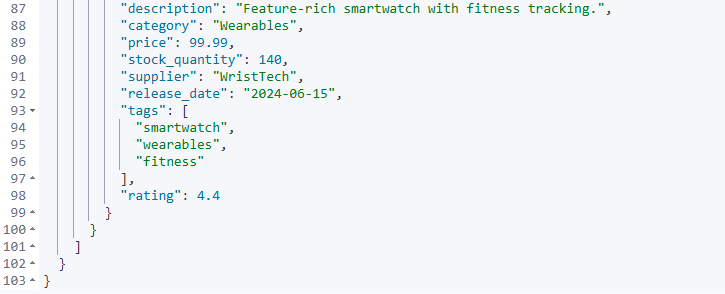 87 "description": "Feature-rich smartwatch with fitness tracking.",
88 "category": "Wearables",
89 "price": 99.99,
90 "stock_quantity": 140,
91 "supplier": "WristTech",
92 "release_date": "2024-06-15",
93 "tags": [
94 "smartwatch",
95 "wearables",
96 "fitness"
97 ],
98 "rating": 4.4
99 }
100 }
101 ]
102 }
103 }